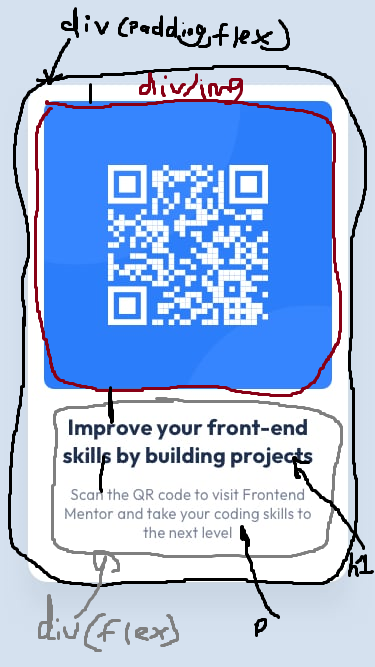 div (padding, flex)
div/img
Improve your front-end
skills by building projects
Scan the QR code to visit Frontend
Mentor and take your coding skills to
the next level
h1
div(flex)
p